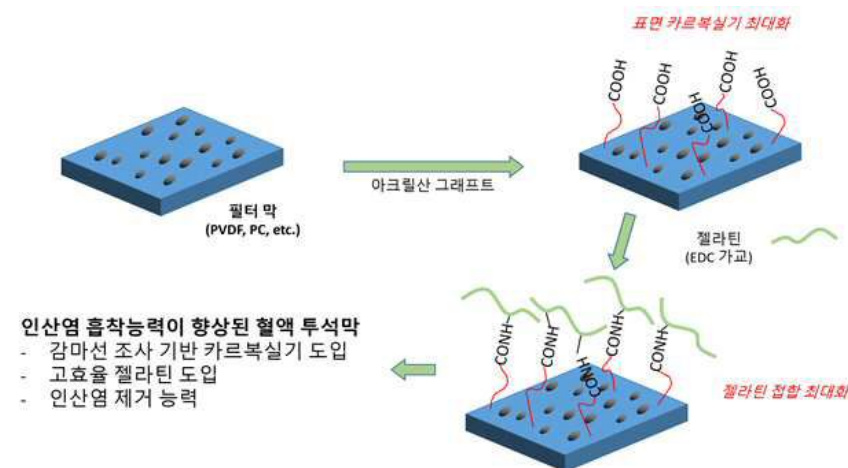 표면 카르복실기 최대화
COOH
COOH
COOH
HOOC
HOOC
필터 막
(PVDF, PC, etc.)
아크릴산 그래프트
젤라틴
(EDC 가교)
인산염 흡착능력이 향상된 혈액 투석막
- 감마선 조사 기반 카르복실기 도입
- 고효율 젤라틴 도입
- 인산염 제거 능력
CONH
CONH
CONH
CONH
CONH
젤라틴 접합 최대화